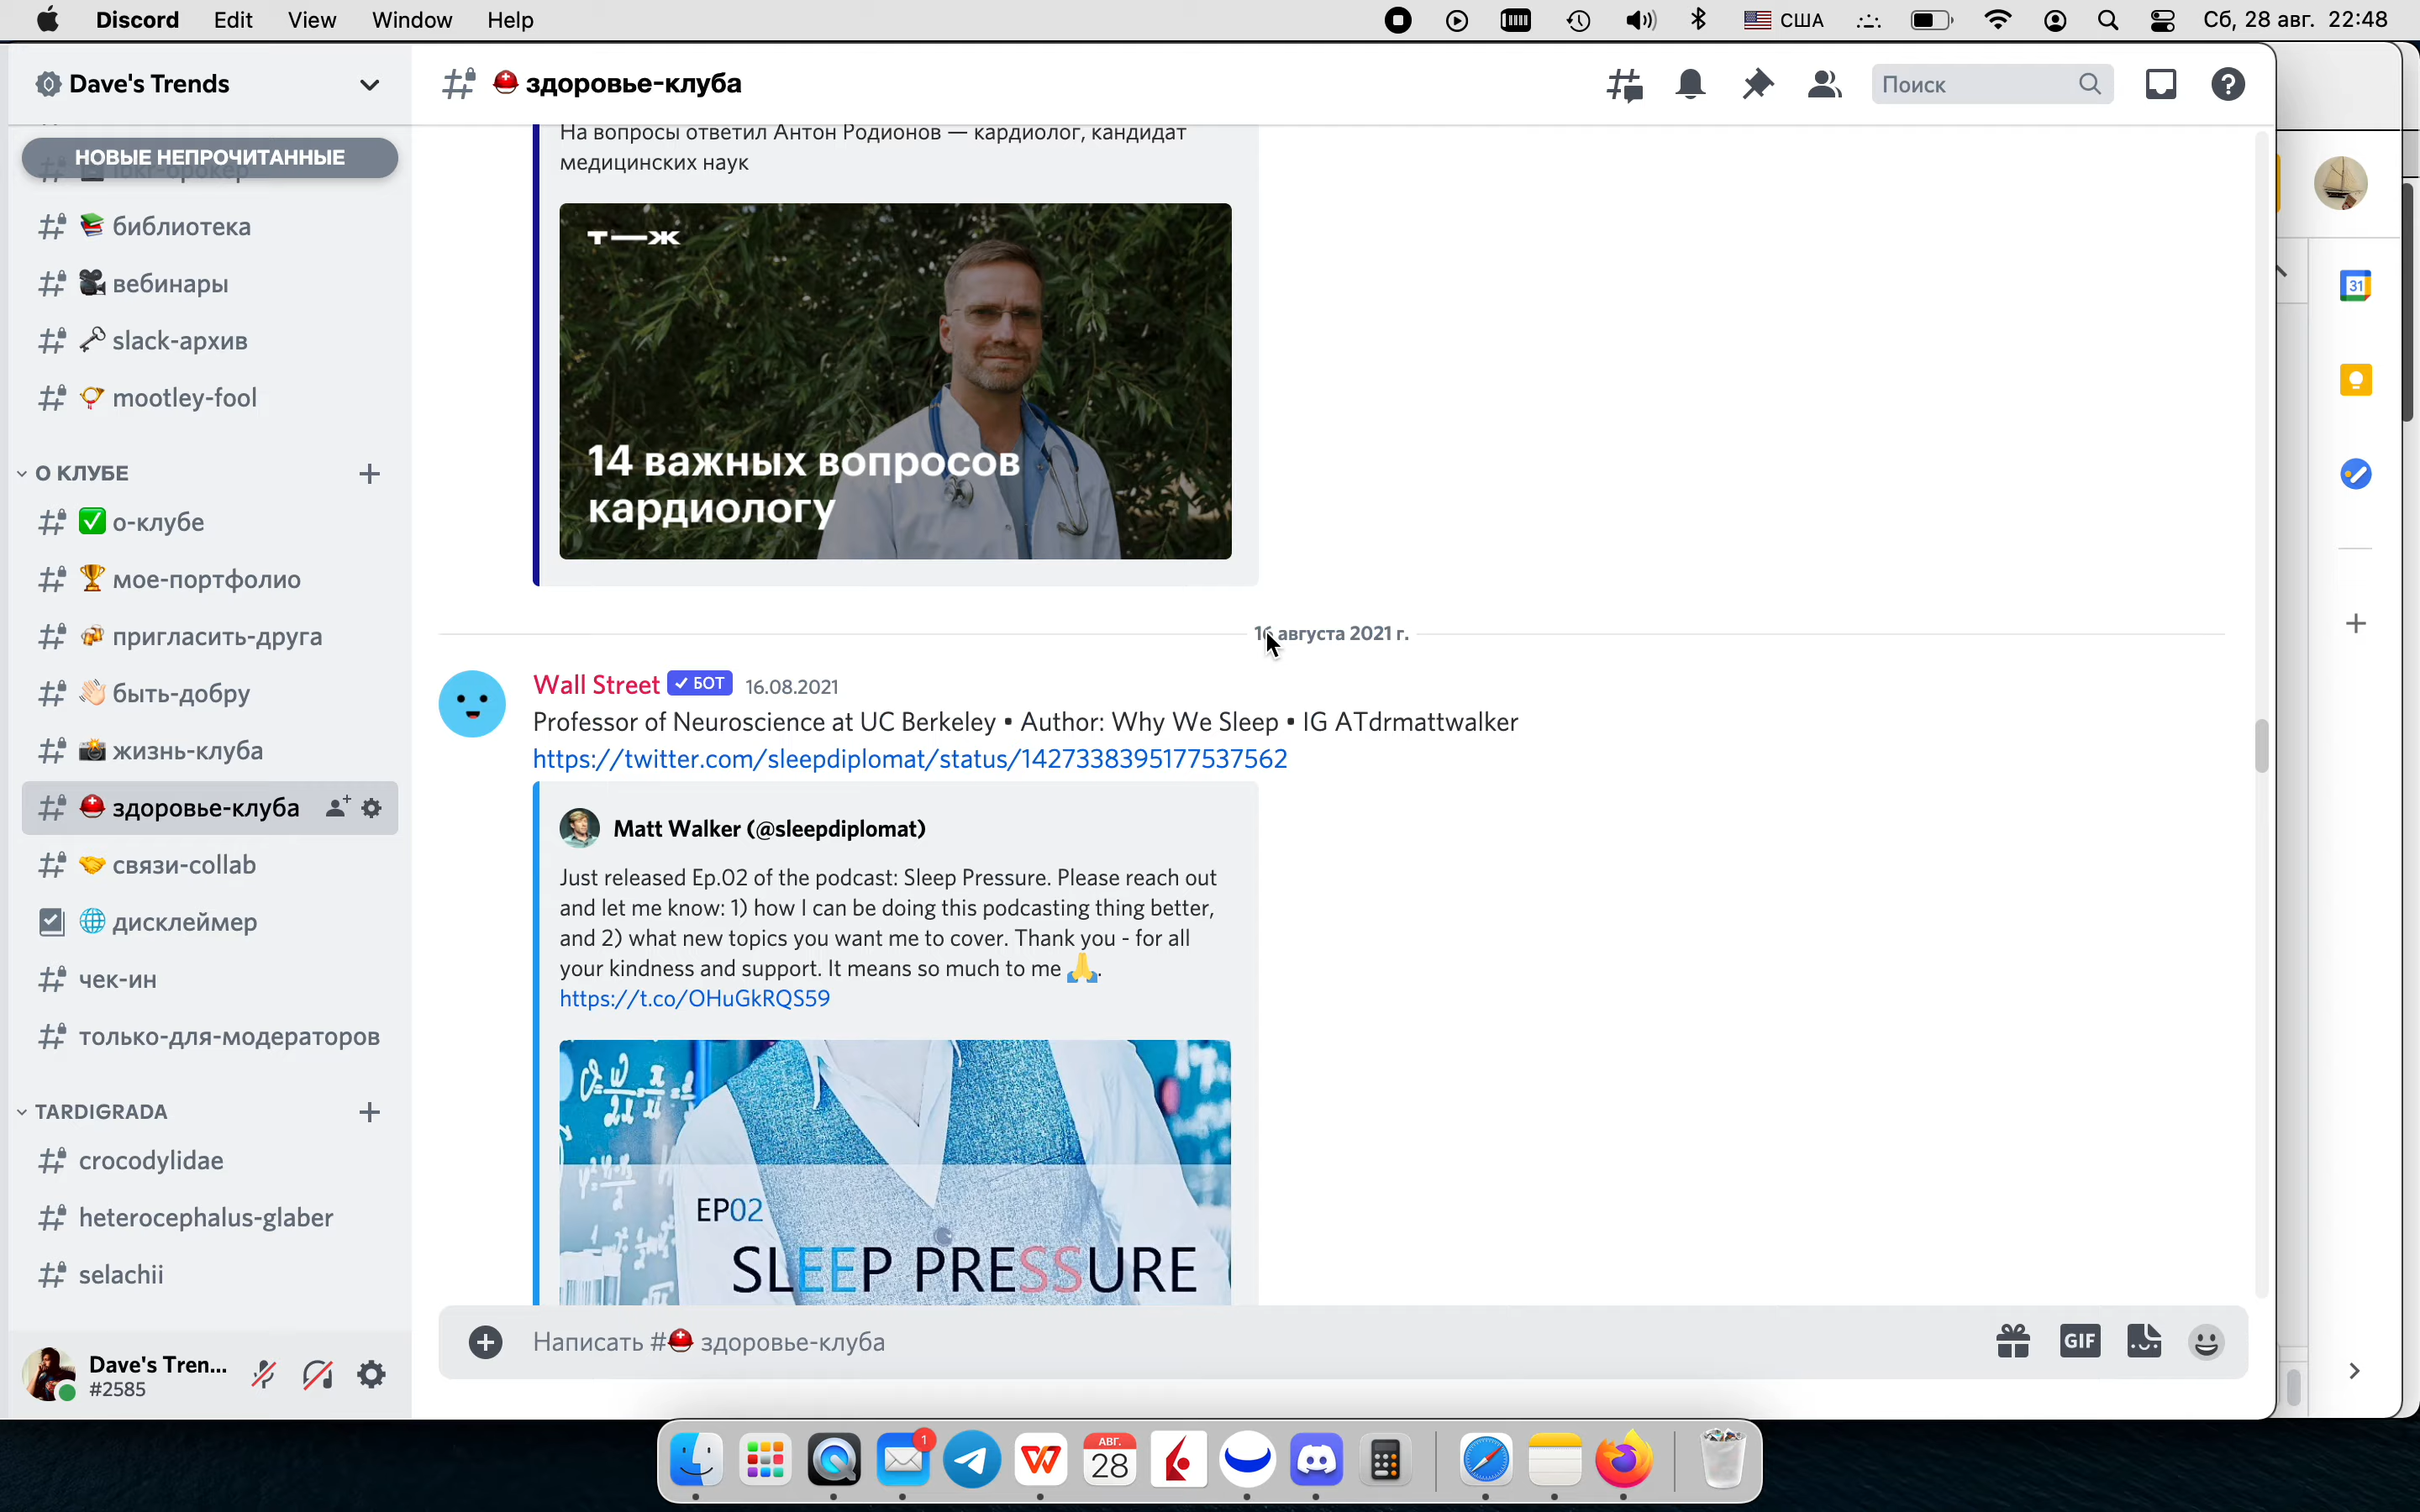 Discord Edit View Window Help США Сб, 28 авг. 22:48
Dave's Trends
НОВЫЕ НЕПРОЧИТАННЫЕ
библиотека
вебинары
slack-архив
mootley-fool
О КЛУБЕ
о-клубе
мое-портфолио
пригласить-друга
быть-добру
жизнь-клуба
здоровье-клуба
связи-collab
дисклеймер
чек-ин
только-для-модераторов
TARDIGRADA
crocodylidae
heterocephalus-glaber
selachii
Dave's Tren...
#2585
здоровье-клуба
Поиск
На вопросы ответил Антон Родионов — кардиолог, кандидат
медицинских наук
Т—Ж
14 важных вопросов
кардиологу
августа 2021 г.
Wall Street БОТ 16.08.2021
Professor of Neuroscience at UC Berkeley • Author: Why We Sleep • IG ATdrmattwalker
https://twitter.com/sleepdiplomat/status/1427338395177537562
Matt Walker (@sleepdiplomat)
Just released Ep.02 of the podcast: Sleep Pressure. Please reach out
and let me know: 1) how I can be doing this podcasting thing better,
and 2) what new topics you want me to cover. Thank you - for all
your kindness and support. It means so much to me 🙏.
https://t.co/OHuGkRQS59
EP02
SLEEP PRESSURE
Написать #⛑ здоровье-клуба
GIF
31
1
АВГ.
28